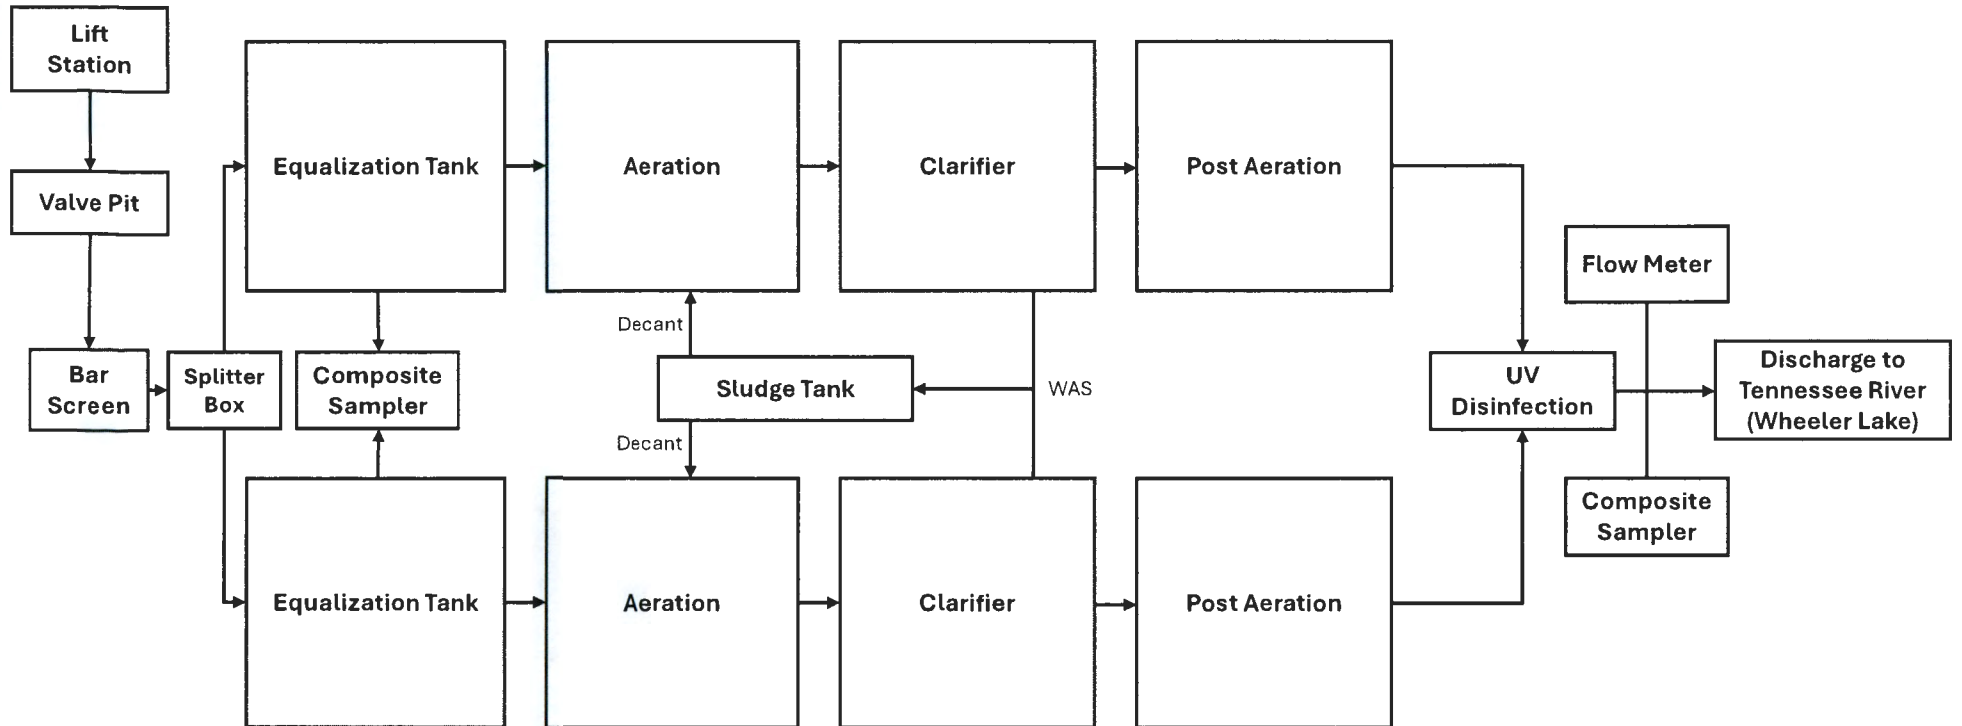 Lift
Station
Valve Pit
Bar
Screen
Splitter
Box
Equalization Tank
Aeration
Clarifier
Post Aeration
Composite
Sampler
Decant
Sludge Tank
WAS
Decant
Equalization Tank
Aeration
Clarifier
Post Aeration
UV
Disinfection
Flow Meter
Composite
Sampler
Discharge to
Tennessee River
(Wheeler Lake)